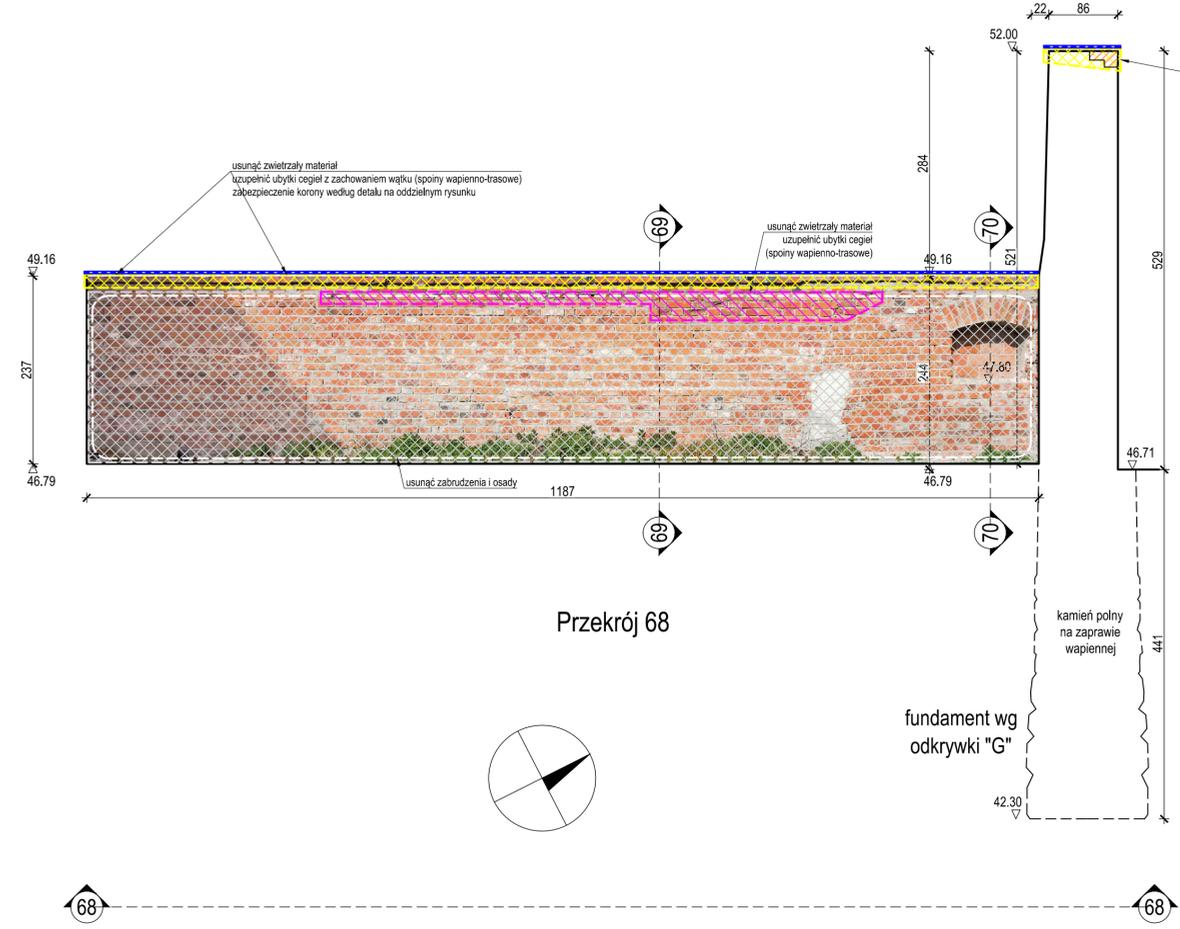 22
86
52.00
284
529
usunąć zwietrzały materiał
uzupełnić ubytki cegieł z zachowaniem wątku (spoiny wapienno-trasowe)
zabezpieczenie korony według detalu na oddzielnym rysunku
69
70
usunąć zwietrzały materiał
uzupełnić ubytki cegieł
(spoiny wapienno-trasowe)
521
49.16
49.16
237
244
47.80
46.71
46.79
usunąć zabrudzenia i osady
46.79
1187
69
70
Przekrój 68
kamień polny
na zaprawie
wapiennej
441
fundament wg
odkrywki "G"
42.30
68
68